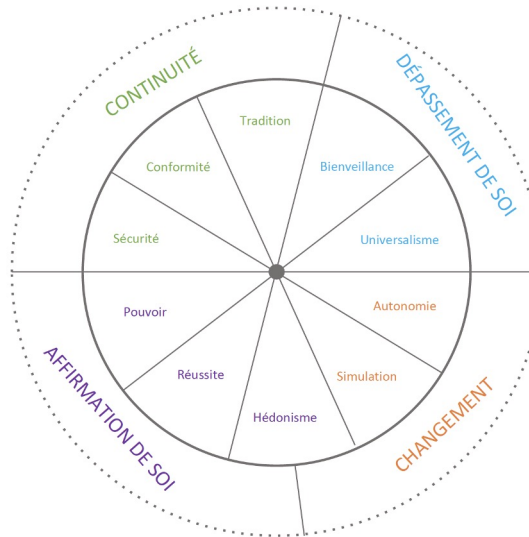 CONTINUITÉ
DÉPASSEMENT DE SOI
Tradition
Conformité
Bienveillance
Sécurité
Universalisme
Pouvoir
Autonomie
Réussite
Simulation
Hédonisme
AFFIRMATION DE SOI
CHANGEMENT